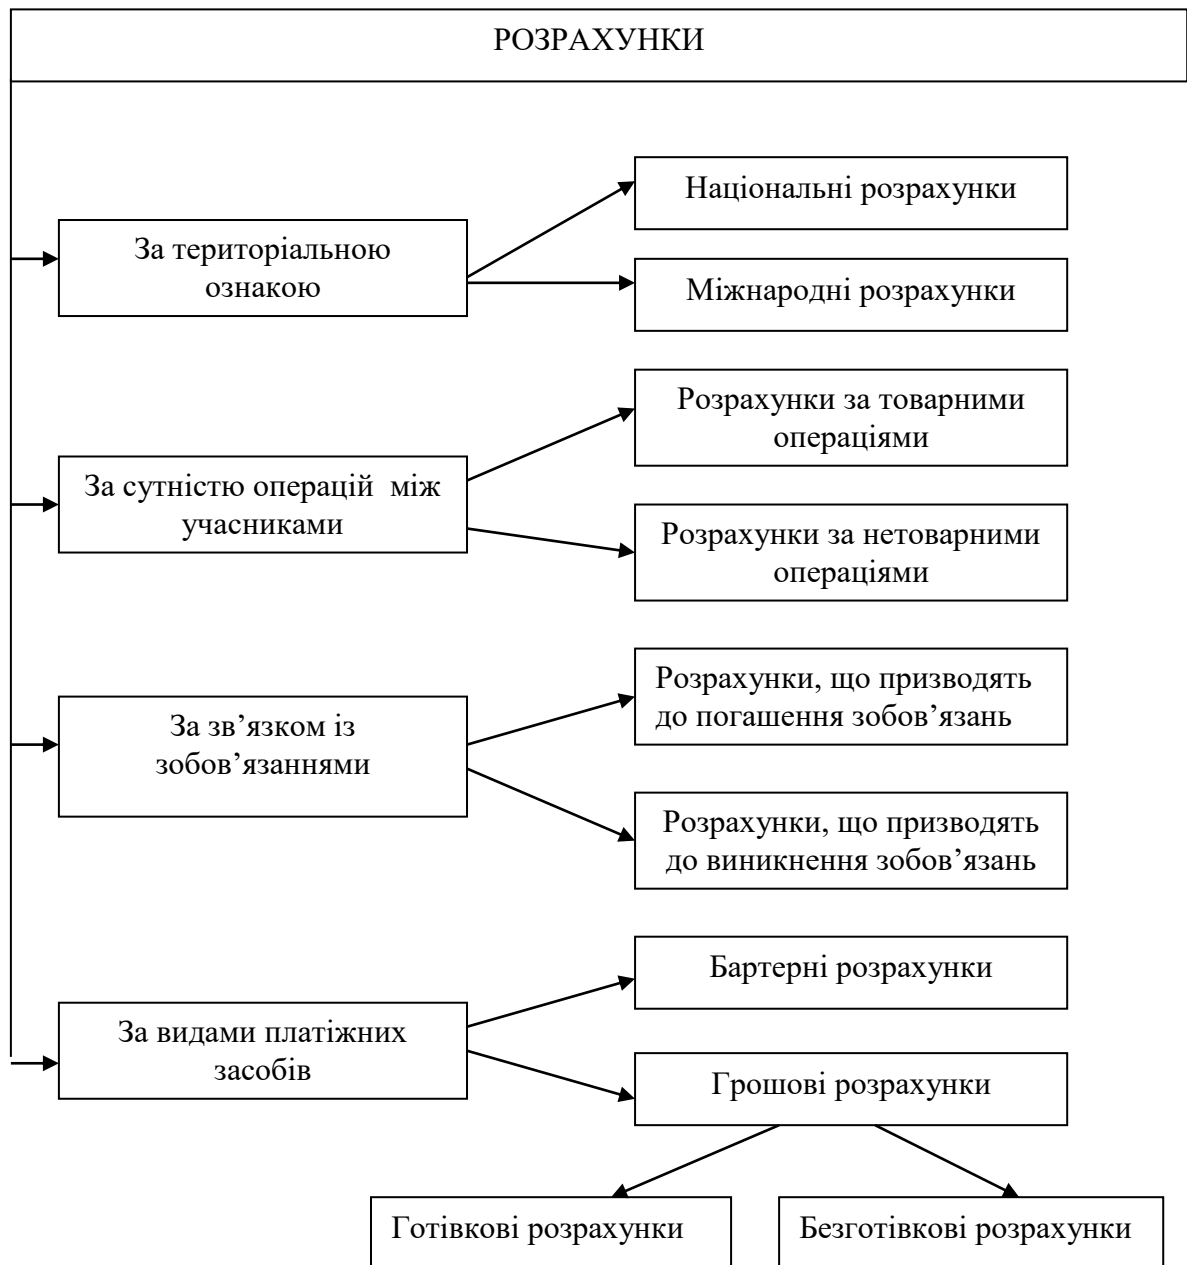 РОЗРАХУНКИ
Національні розрахунки
За територіальною
ознакою
Міжнародні розрахунки
Розрахунки за товарними
операціями
За сутністю операцій  між
учасниками
Розрахунки за нетоварними
операціями
Розрахунки, що призводять
до погашення зобов’язань
За зв’язком із
зобов’язаннями
Розрахунки, що призводять
до виникнення зобов’язань
Бартерні розрахунки
За видами платіжних
засобів
Грошові розрахунки
Готівкові розрахунки
Безготівкові розрахунки